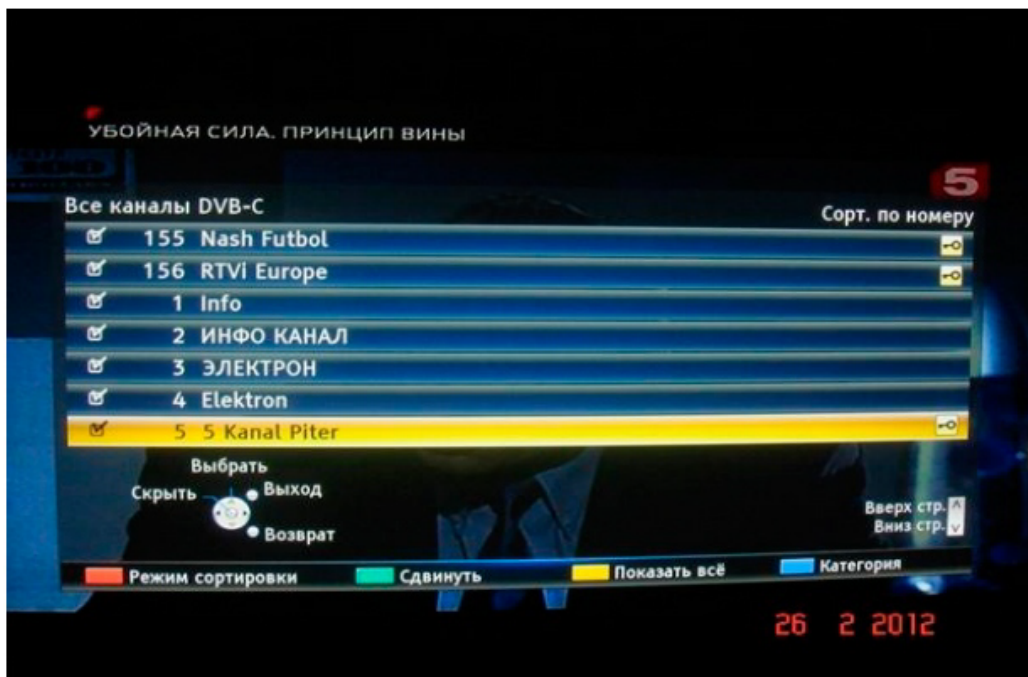 УБОЙНАЯ СИЛА. ПРИНЦИП ВИНЫ
5
Все каналы DVB-C
Сорт. по номеру
155 Nash Futbol
156 RTVi Europe
1 Info
2 ИНФО КАНАЛ
3 ЭЛЕКТРОН
4 Elektron
5 5 Kanal Piter
Выбрать
Скрыть
Выход
Возврат
Вверх стр.
Вниз стр.
Режим сортировки
Сдвинуть
Показать всё
Категория
26 2 2012